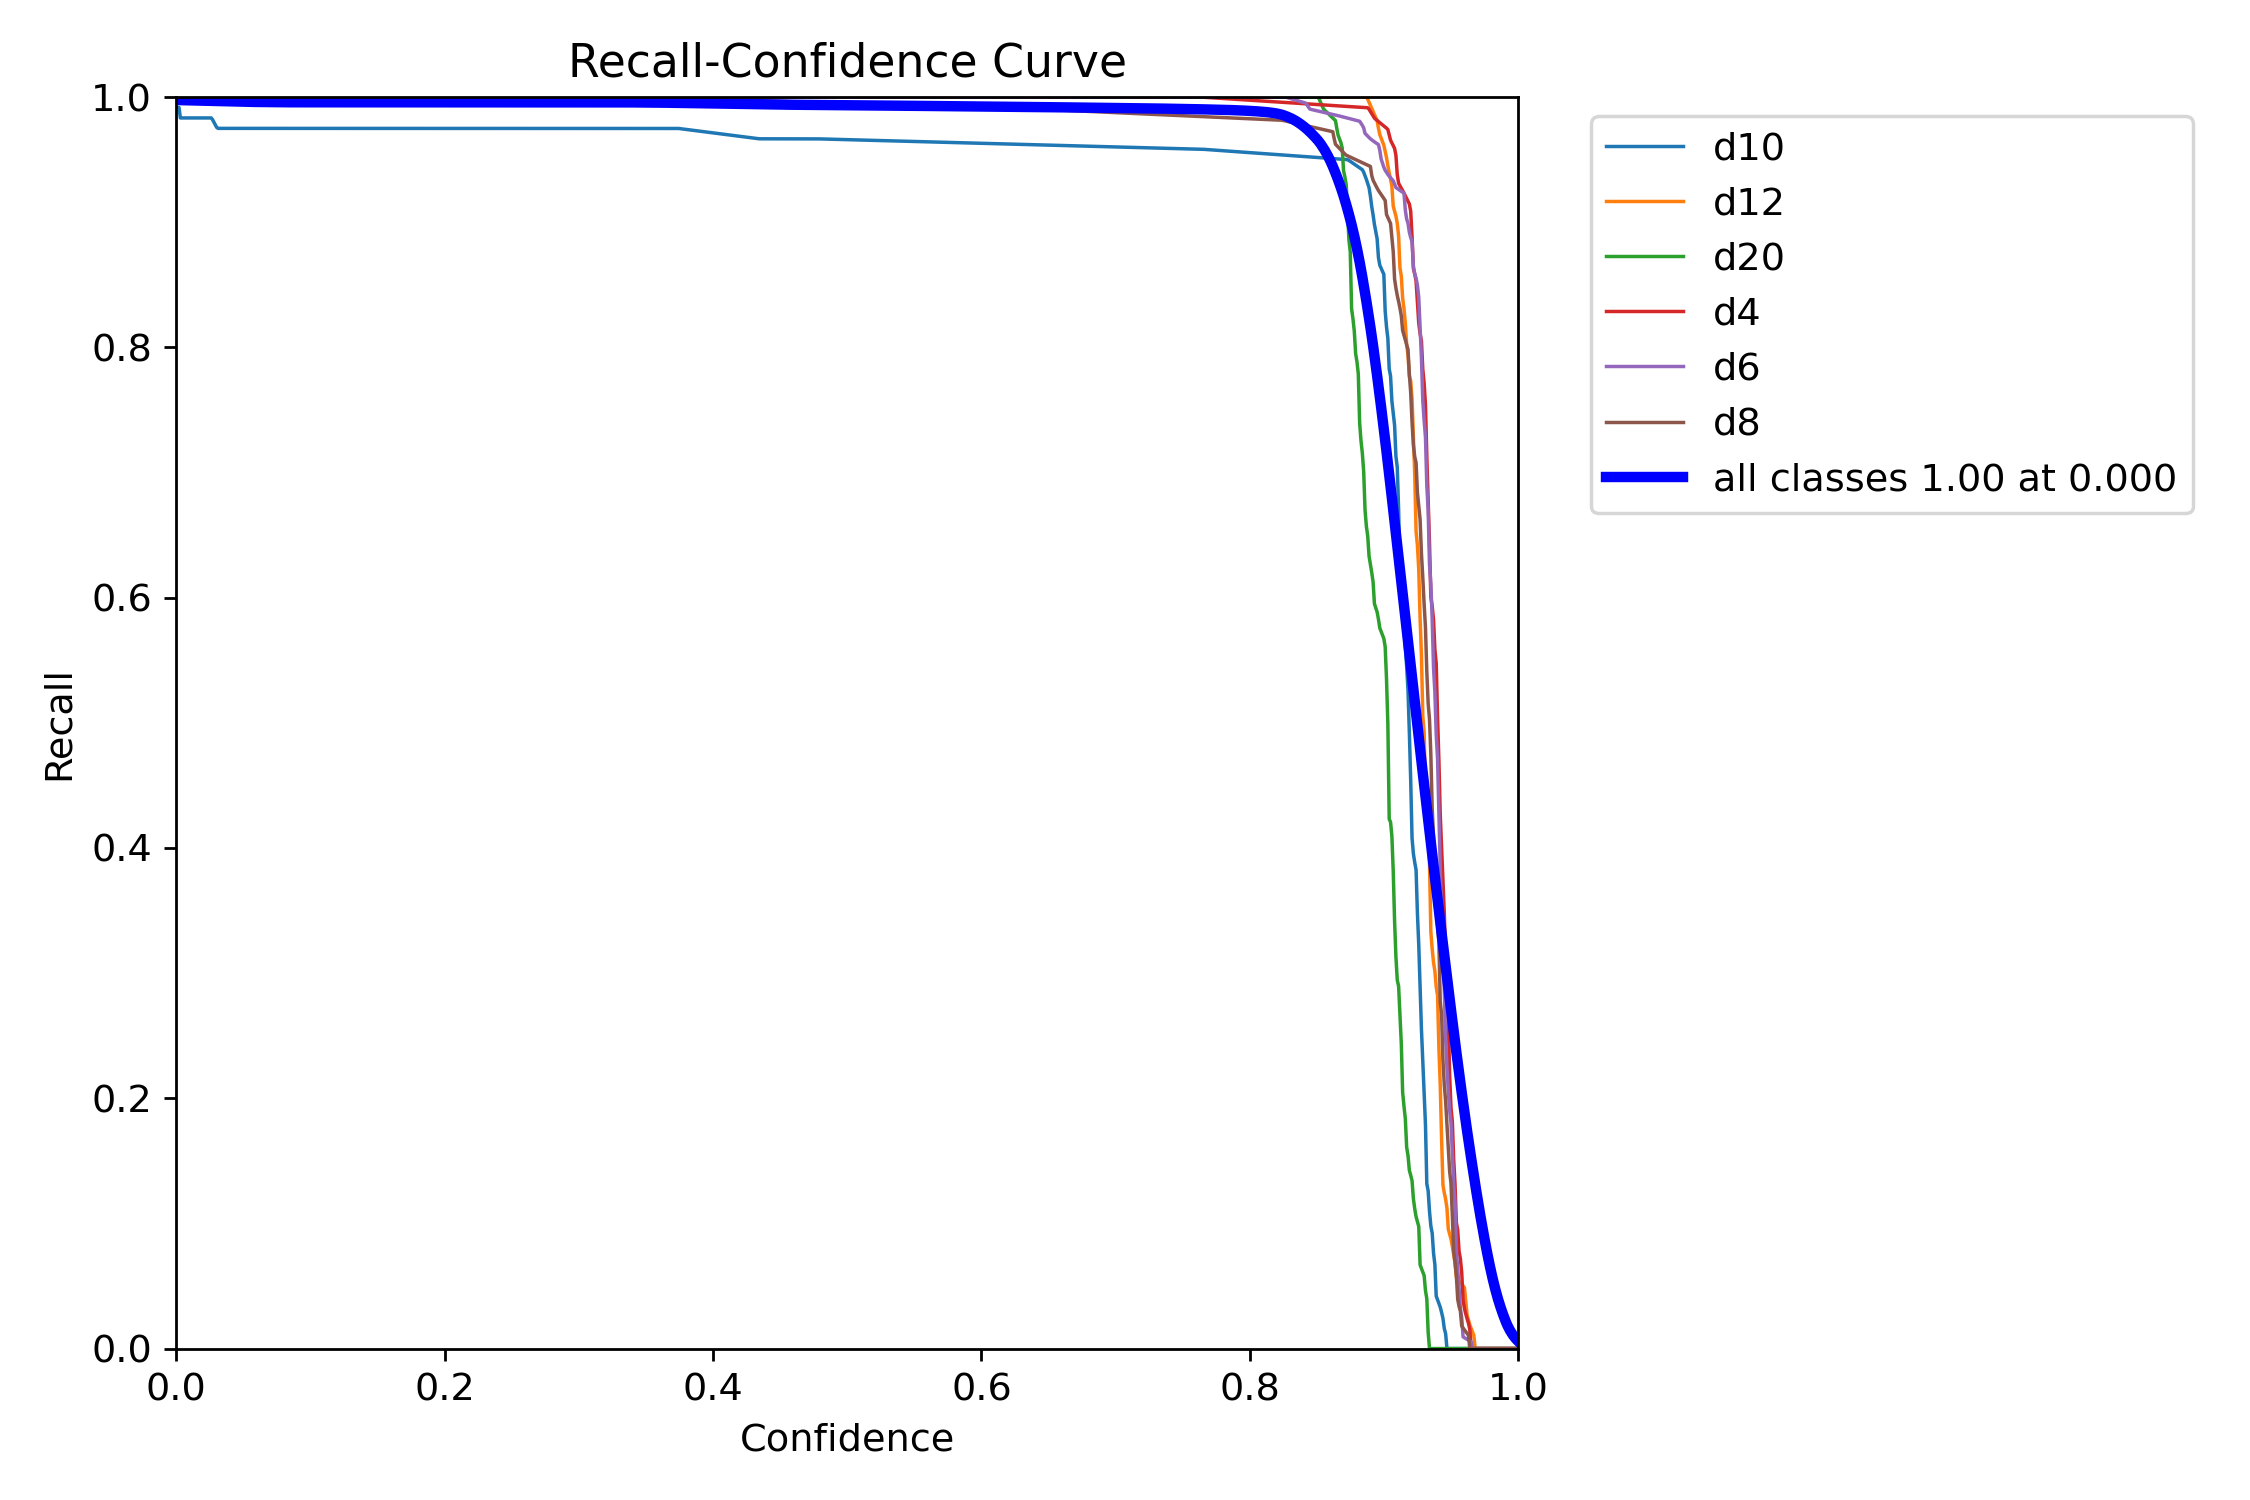 Recall-Confidence Curve
1.0
0.8
0.6
0.4
0.2
0.0
Recall
0.0 0.2 0.4 0.6 0.8 1.0
Confidence
d10
d12
d20
d4
d6
d8
all classes 1.00 at 0.000